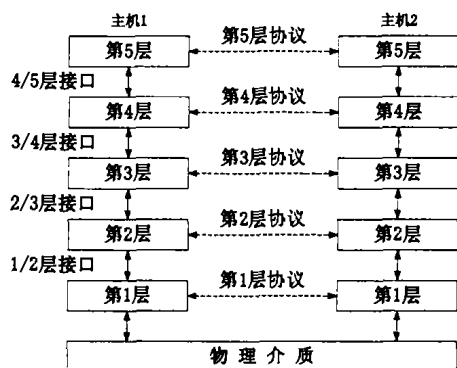 主机1 主机2
第5层 第5层协议 第5层
4/5层接口
第4层 第4层协议 第4层
3/4层接口
第3层 第3层协议 第3层
2/3层接口
第2层 第2层协议 第2层
1/2层接口
第1层 第1层协议 第1层
物理介质